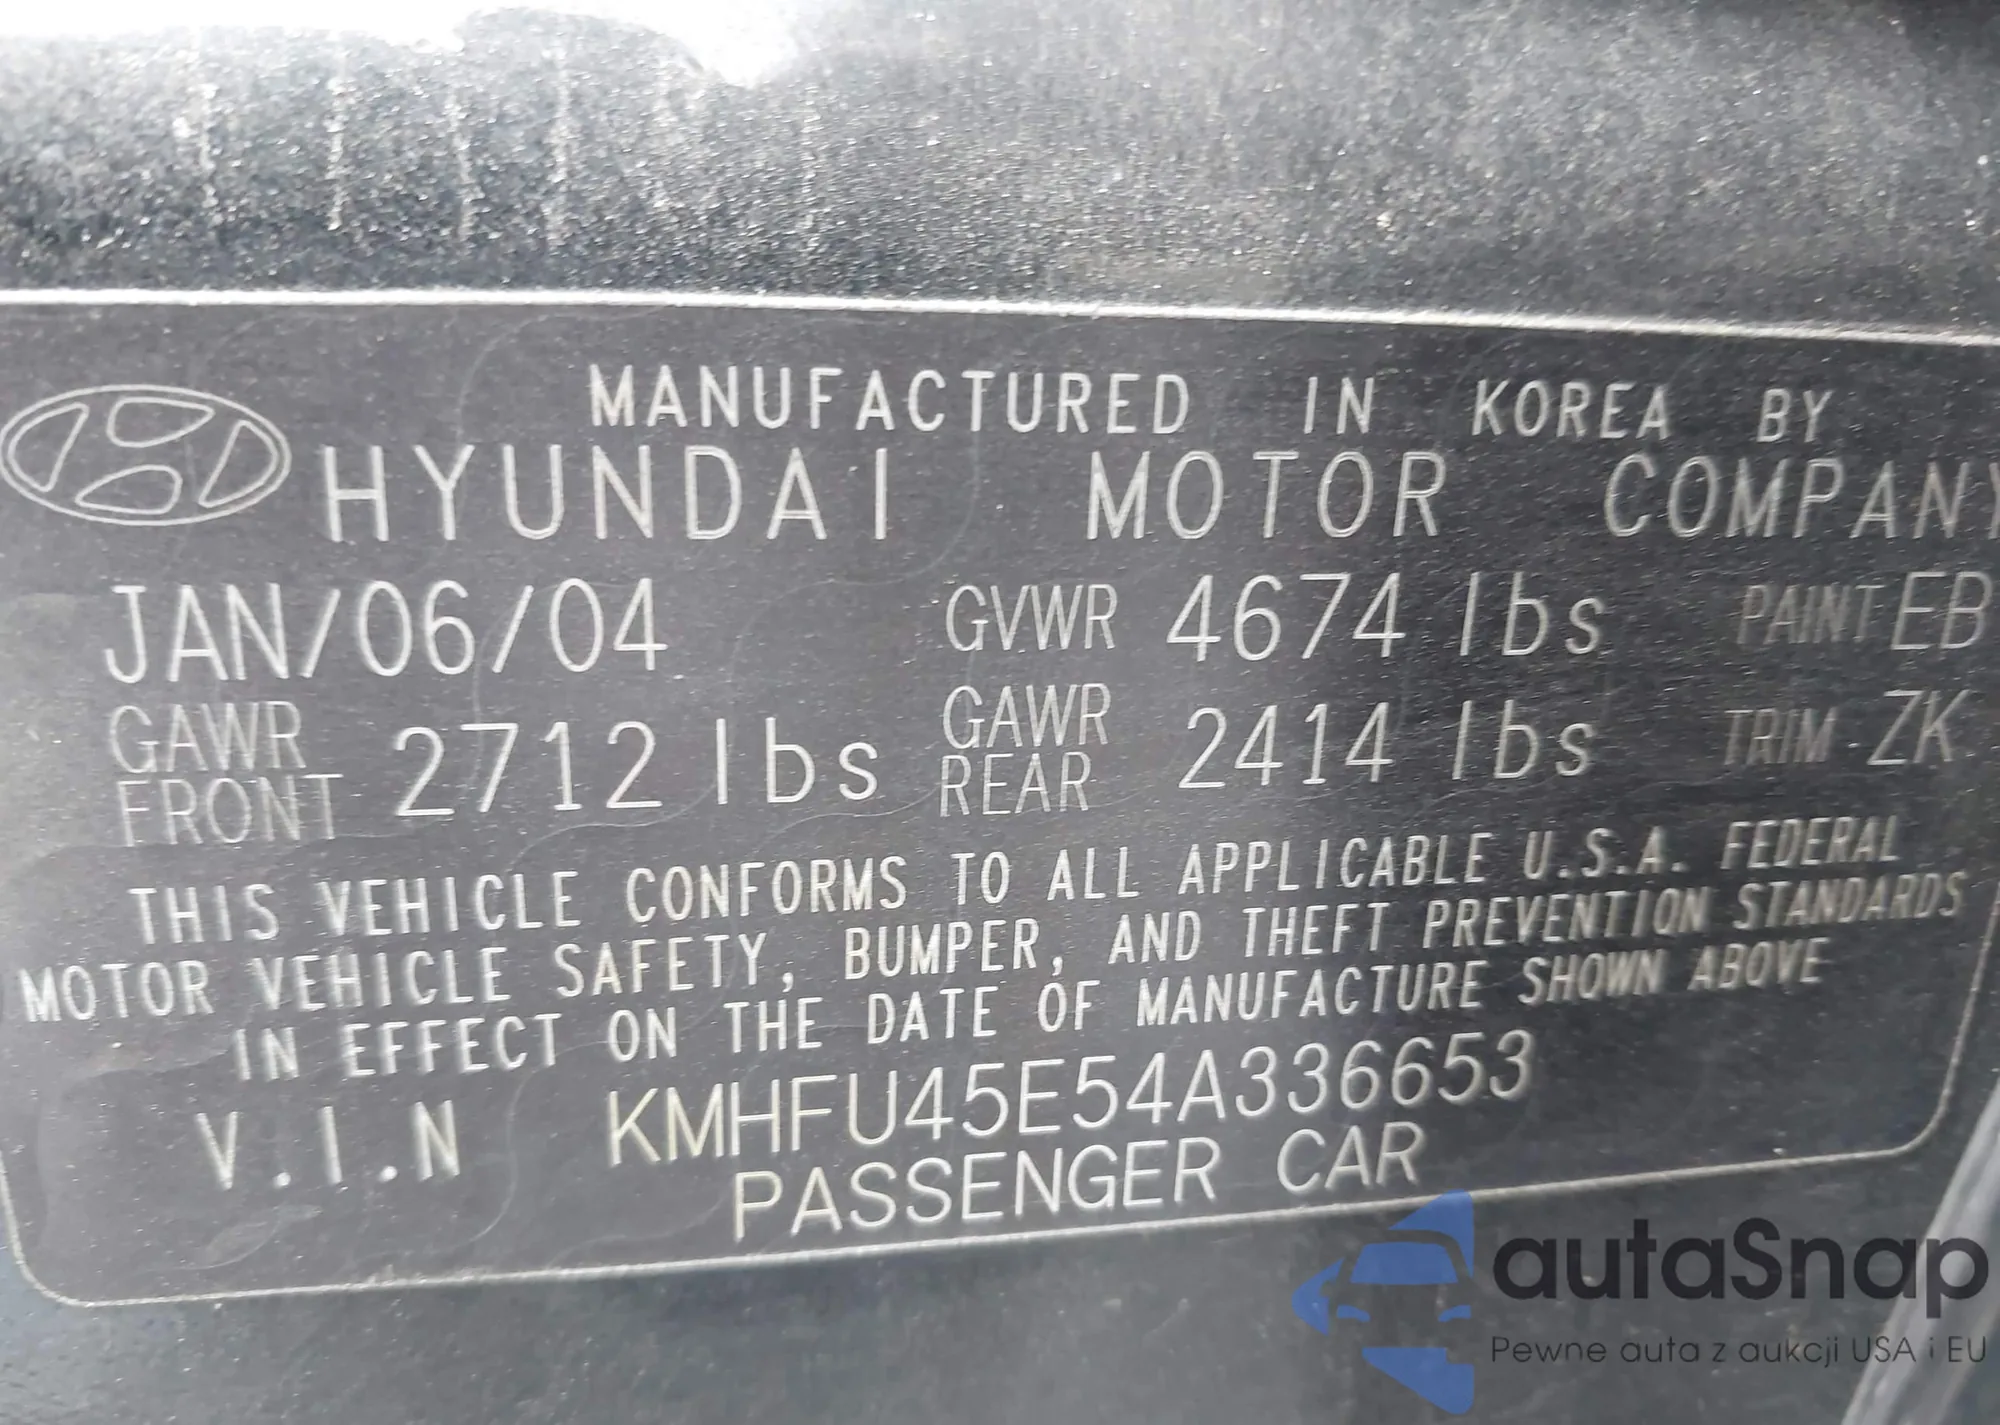 MANUFACTURED IN KOREA BY
HYUNDAI MOTOR COMPANY
JAN/06/04 GVWR 4674 lbs PAINT EB
GAWR FRONT 2712 lbs GAWR REAR 2414 lbs TRIM ZK
THIS VEHICLE CONFORMS TO ALL APPLICABLE U.S.A. FEDERAL
MOTOR VEHICLE SAFETY, BUMPER, AND THEFT PREVENTION STANDARDS
IN EFFECT ON THE DATE OF MANUFACTURE SHOWN ABOVE
V.I.N KMHFU45E54A336653
PASSENGER CAR
autaSnap
Pewne auta z aukcji USA i EU